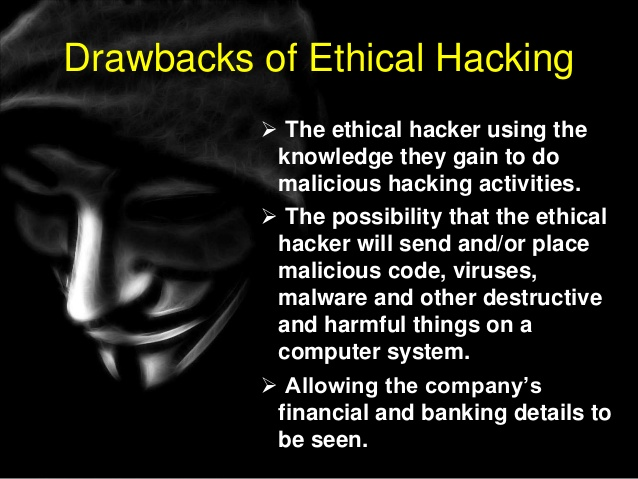 Drawbacks of Ethical Hacking
➢ The ethical hacker using the
knowledge they gain to do
malicious hacking activities.
➢ The possibility that the ethical
hacker will send and/or place
malicious code, viruses,
malware and other destructive
and harmful things on a
computer system.
➢ Allowing the company’s
financial and banking details to
be seen.